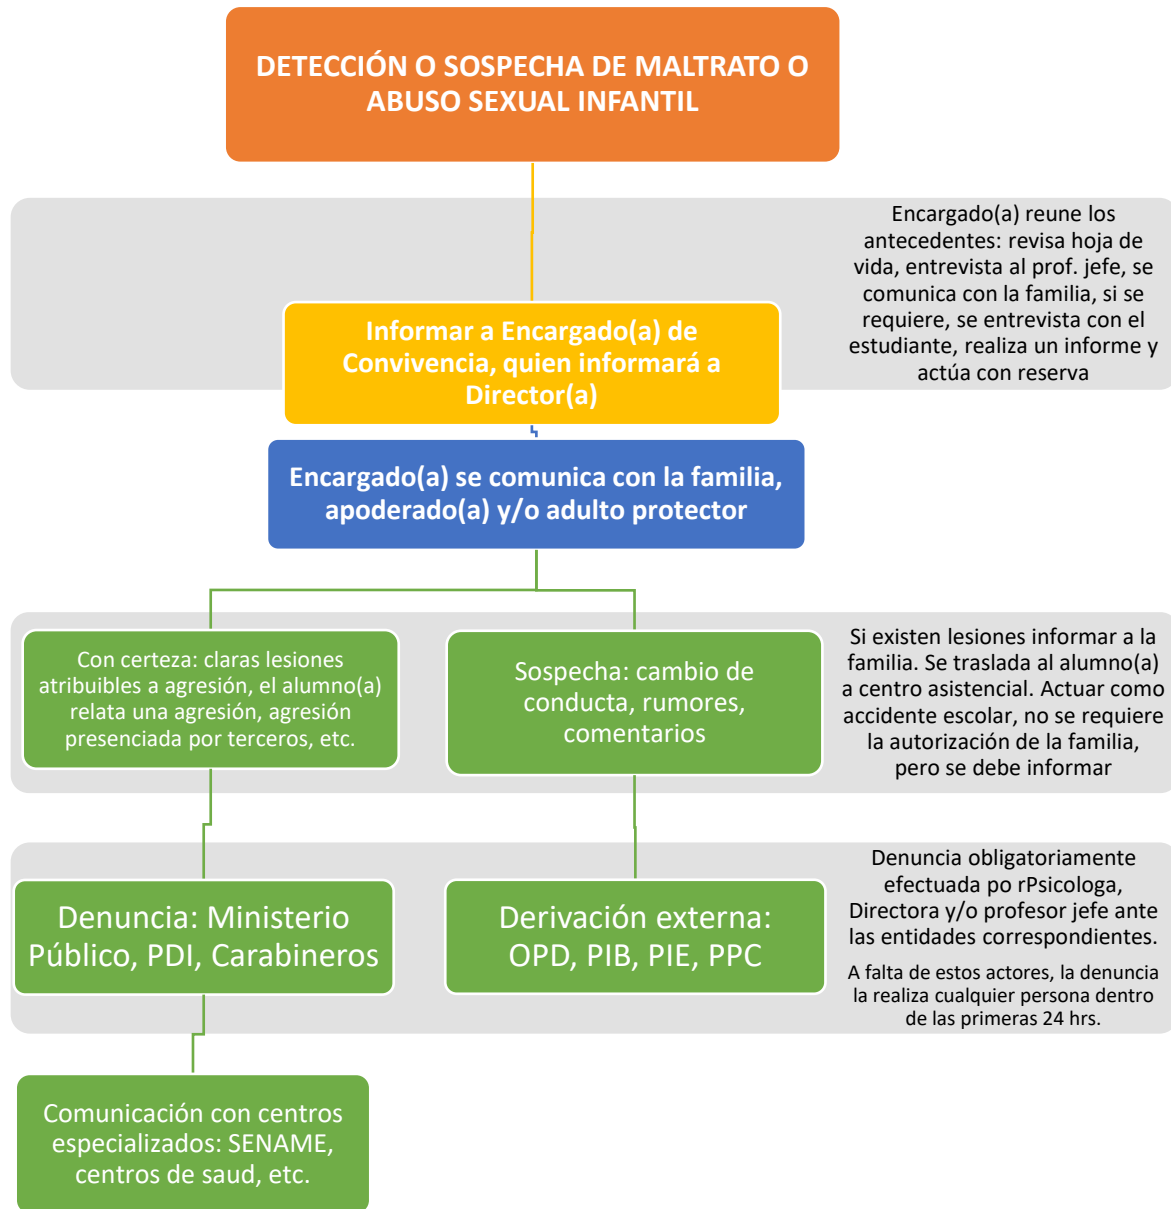 DETECCIÓN O SOSPECHA DE MALTRATO O
ABUSO SEXUAL INFANTIL
Encargado(a) reune los
antecedentes: revisa hoja de
vida, entrevista al prof. jefe, se
comunica con la familia, si se
requiere, se entrevista con el
estudiante, realiza un informe y
actúa con reserva
Informar a Encargado(a) de
Convivencia, quien informará a
Director(a)
Encargado(a) se comunica con la familia,
apoderado(a) y/o adulto protector
Con certeza: claras lesiones
atribuibles a agresión, el alumno(a)
relata una agresión, agresión
presenciada por terceros, etc.
Sospecha: cambio de
conducta, rumores,
comentarios
Si existen lesiones informar a la
familia. Se traslada al alumno(a)
a centro asistencial. Actuar como
accidente escolar, no se requiere
la autorización de la familia,
pero se debe informar
Denuncia: Ministerio
Público, PDI, Carabineros
Derivación externa:
OPD, PIB, PIE, PPC
Denuncia obligatoriamente
efectuada po rPsicologa,
Directora y/o profesor jefe ante
las entidades correspondientes.
A falta de estos actores, la denuncia
la realiza cualquier persona dentro
de las primeras 24 hrs.
Comunicación con centros
especializados: SENAME,
centros de saud, etc.